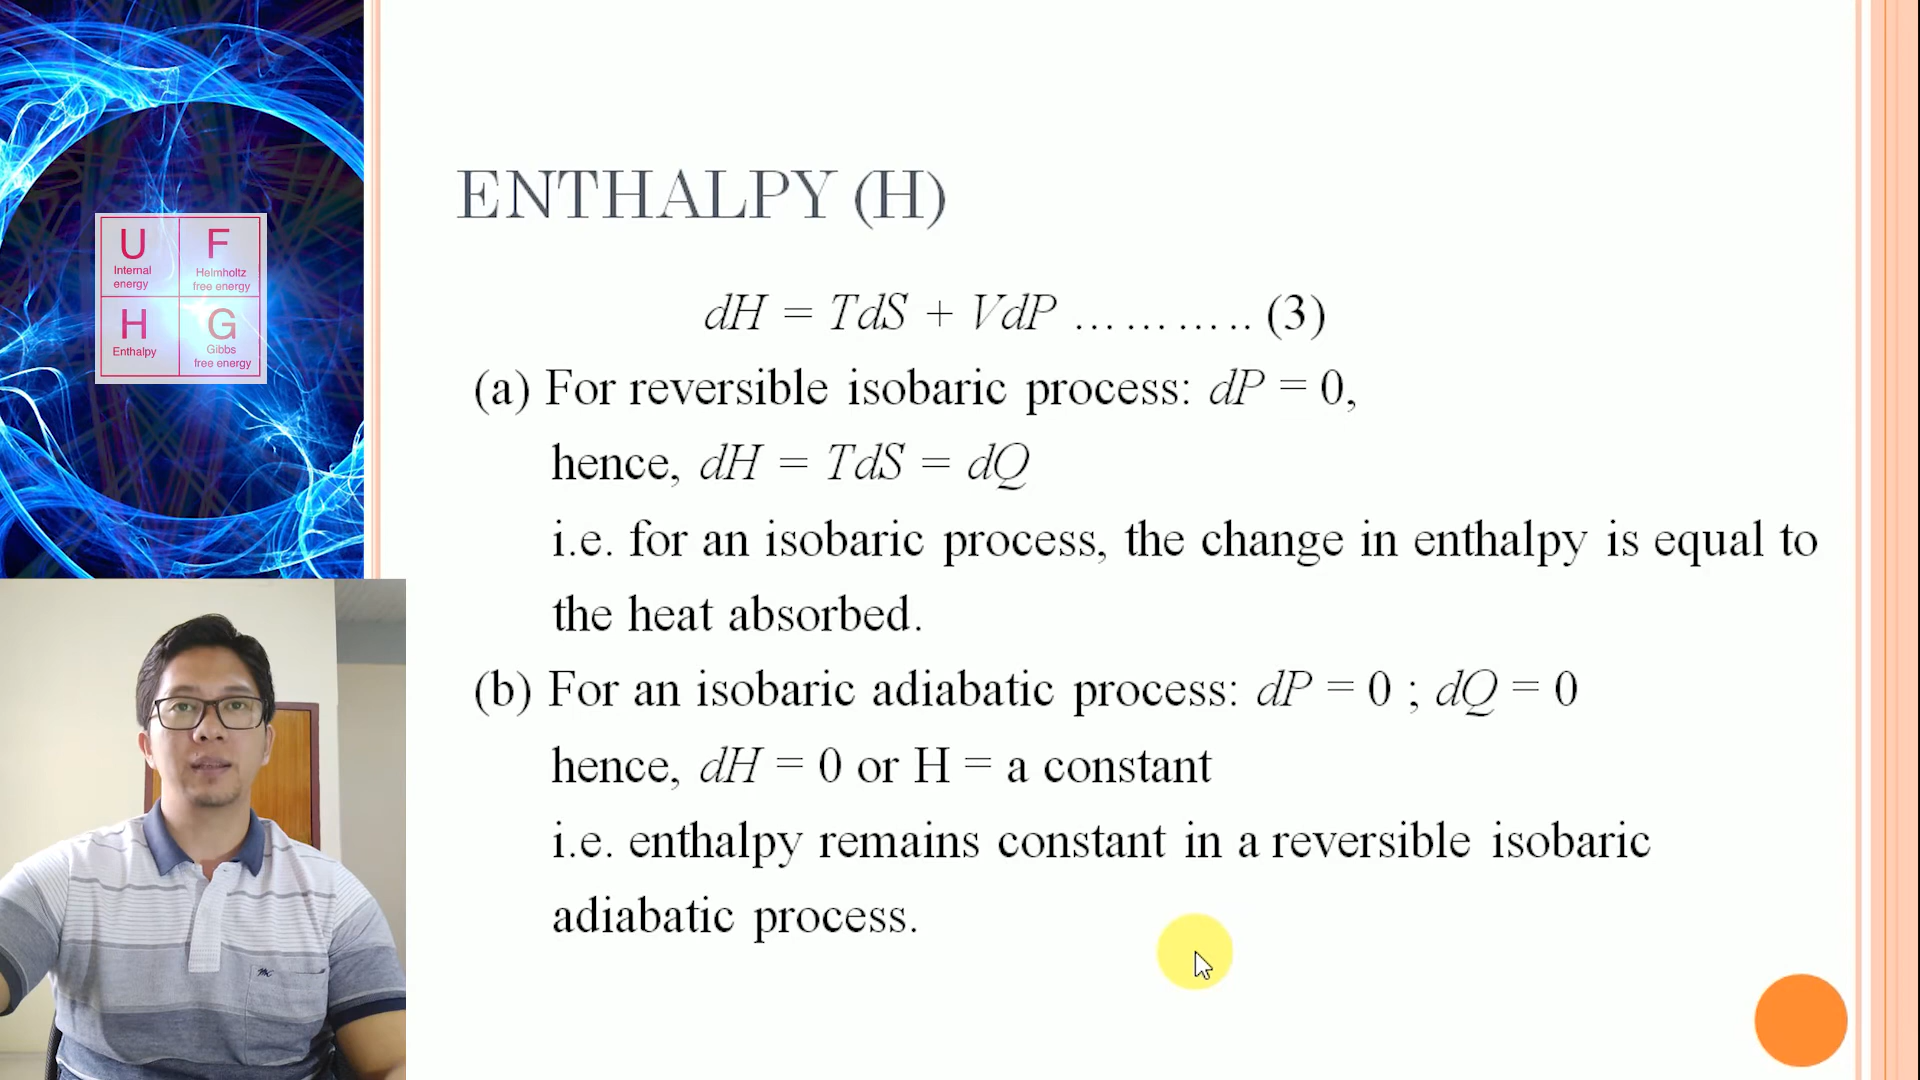 U
Internal
energy
F
Helmholtz
free energy
H
Enthalpy
G
Gibbs
free energy
ENTHALPY (H)
dH = TdS + VdP ……….. (3)
(a) For reversible isobaric process: dP = 0,
hence, dH = TdS = dQ
i.e. for an isobaric process, the change in enthalpy is equal to
the heat absorbed.
(b) For an isobaric adiabatic process: dP = 0 ; dQ = 0
hence, dH = 0 or H = a constant
i.e. enthalpy remains constant in a reversible isobaric
adiabatic process.